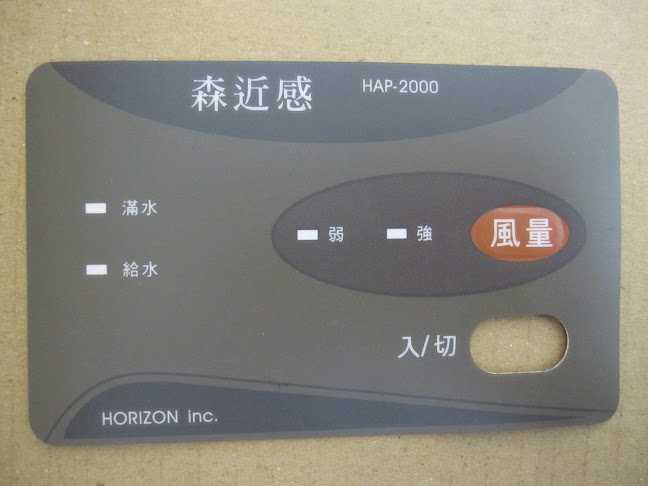 森近感 HAP-2000
滿水
弱 強 風量
給水
入/切
HORIZON inc.